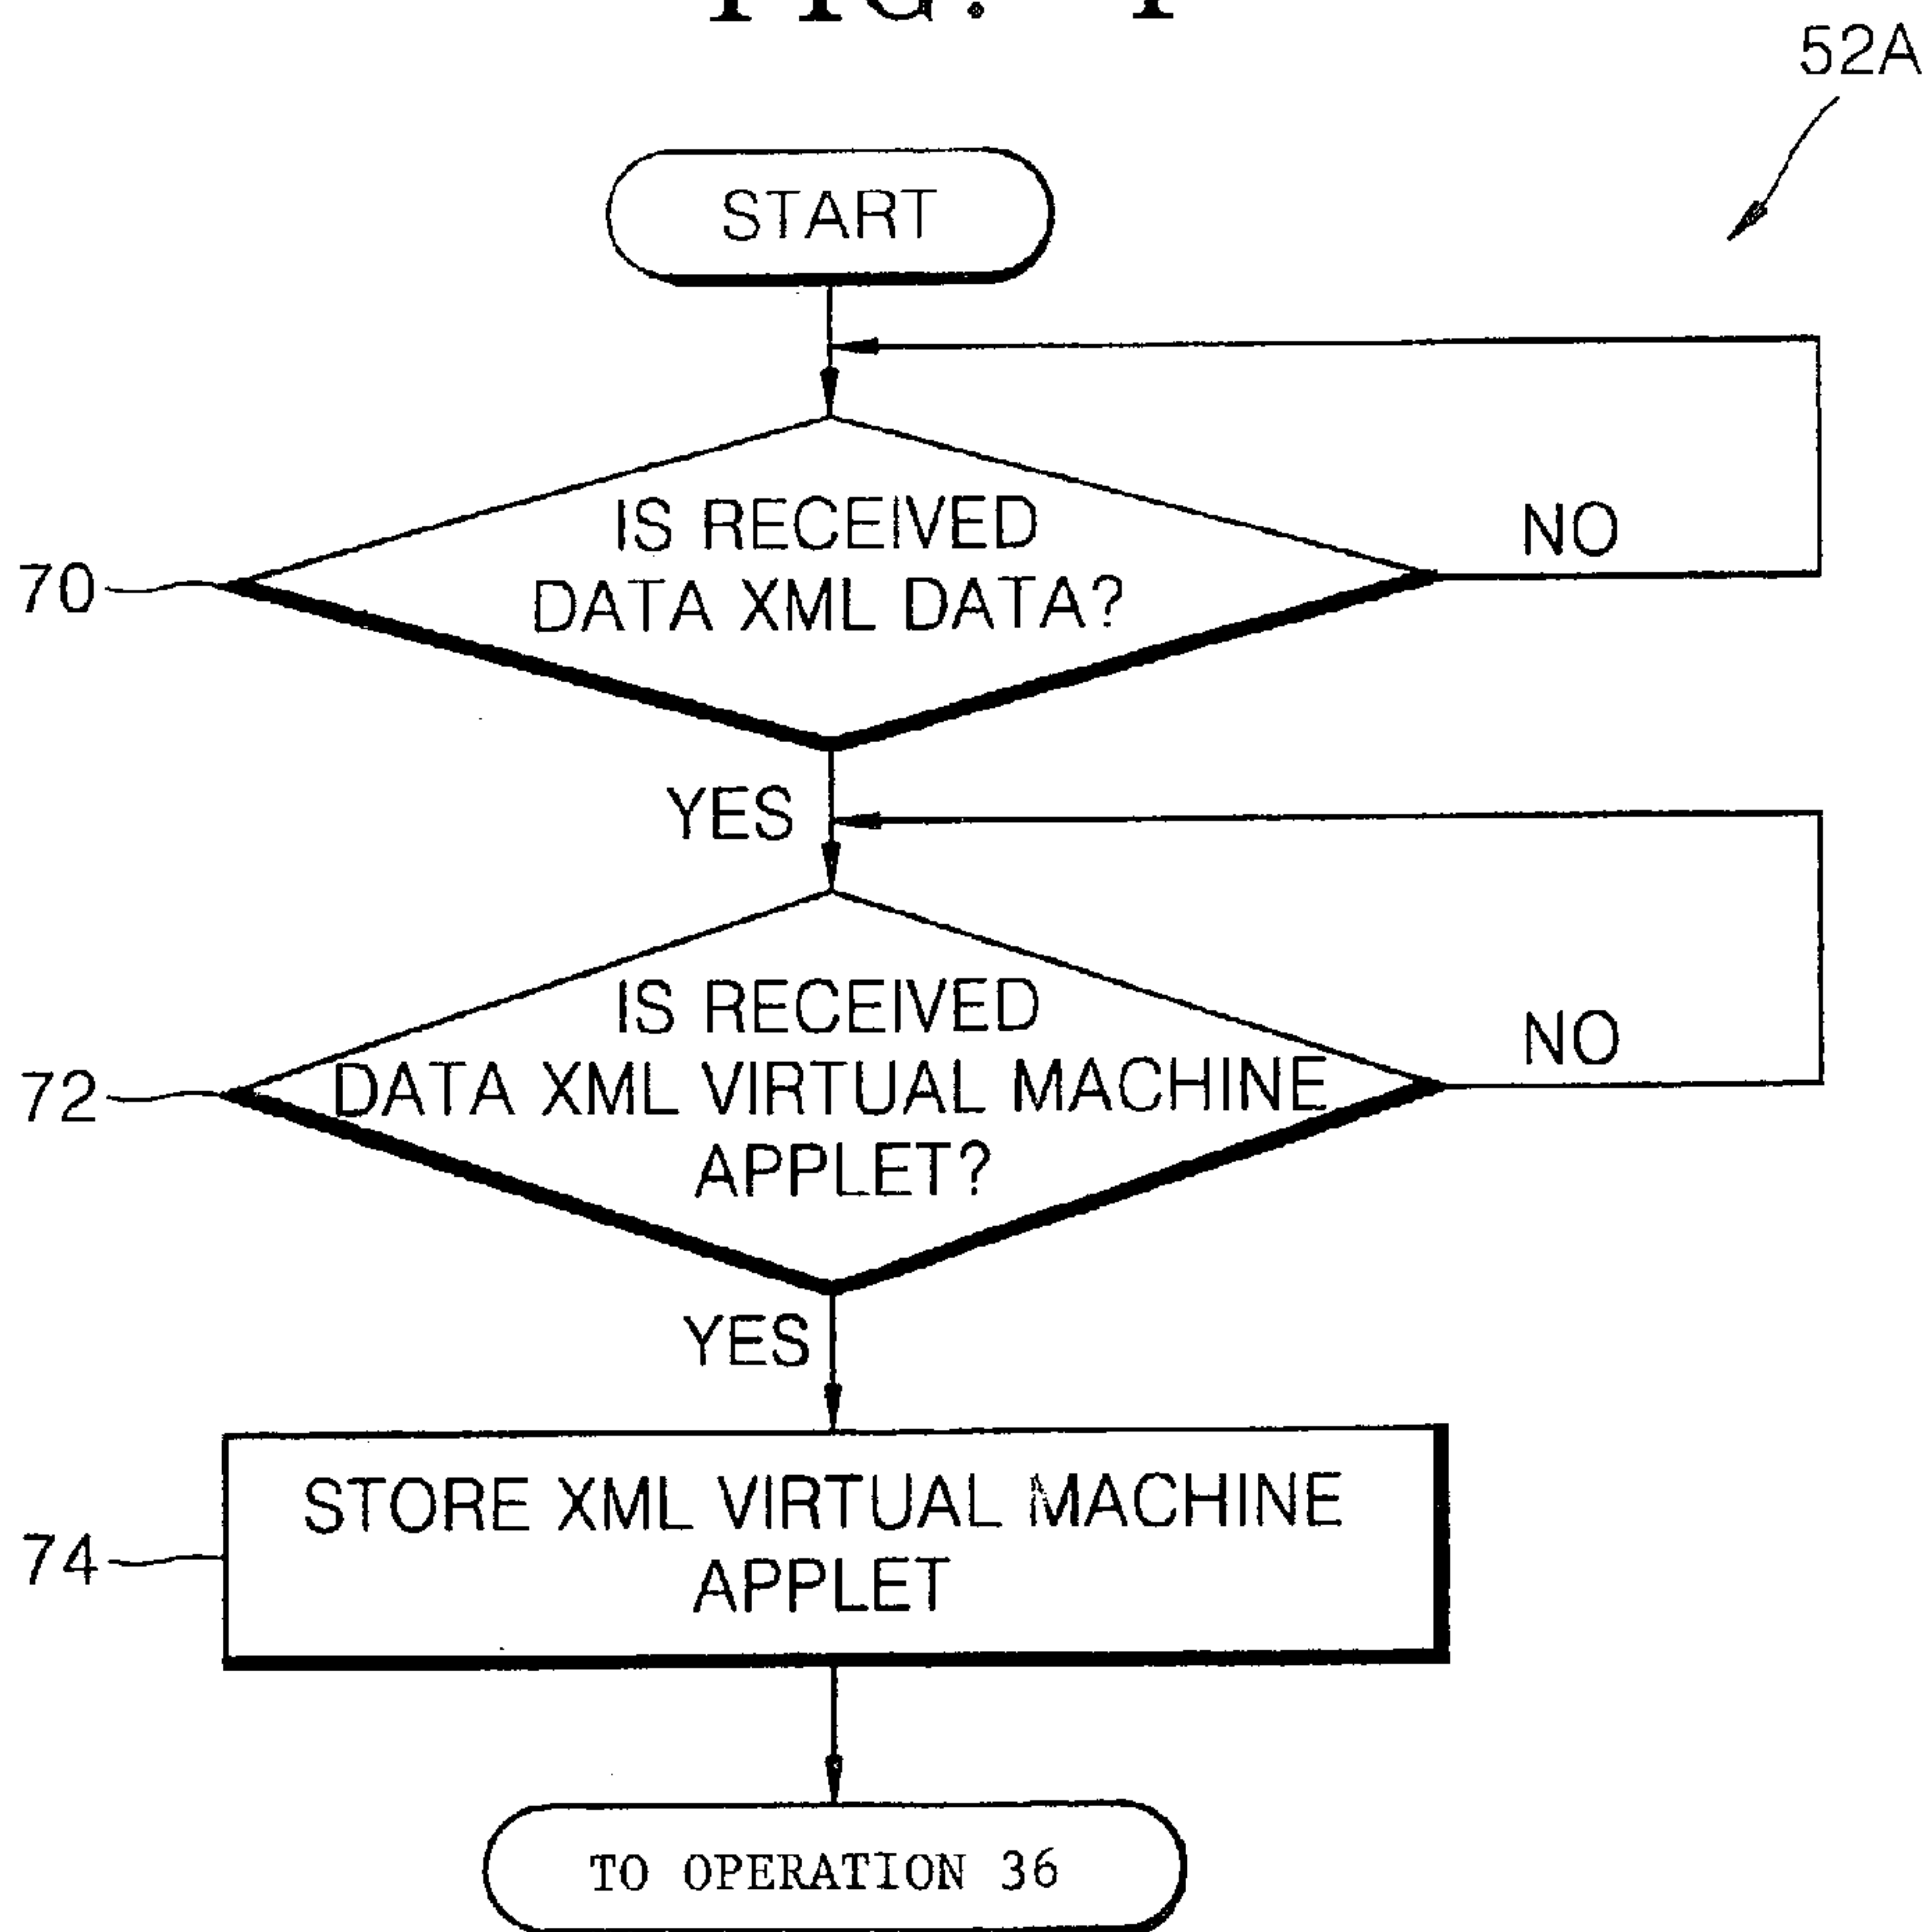 52A
START
IS RECEIVED
DATA XML DATA?
NO
70
YES
IS RECEIVED
DATA XML VIRTUAL MACHINE
APPLET?
NO
72
YES
STORE XML VIRTUAL MACHINE
APPLET
74
TO OPERATION 36